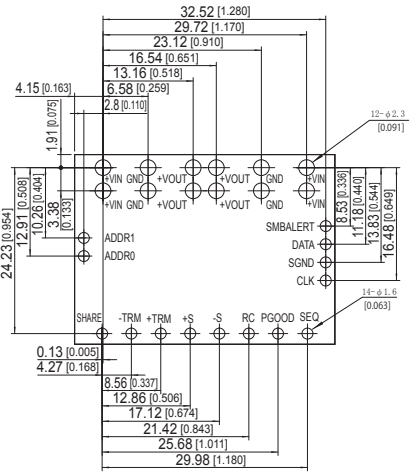 32.52 [1.280]
29.72 [1.170]
23.12 [0.910]
16.54 [0.651]
13.16 [0.518]
4.15 [0.163] 6.58 [0.259]
2.8 [0.110]
1.91 [0.075]
12-φ2.3
[0.091]
+VIN GND +VOUT +VOUT GND +VIN
+VIN GND +VOUT +VOUT GND +VIN
24.23 [0.954]
12.91 [0.508]
10.26 [0.404]
3.38 [0.133]
ADDR1
ADDR0
SMBALERT
DATA
SGND
CLK
8.53 [0.336]
11.18 [0.440]
13.83 [0.544]
16.48 [0.649]
14-φ1.6
[0.063]
SHARE -TRM +TRM +S -S RC PGOOD SEQ
0.13 [0.005]
4.27 [0.168]
8.56 [0.337]
12.86 [0.506]
17.12 [0.674]
21.42 [0.843]
25.68 [1.011]
29.98 [1.180]